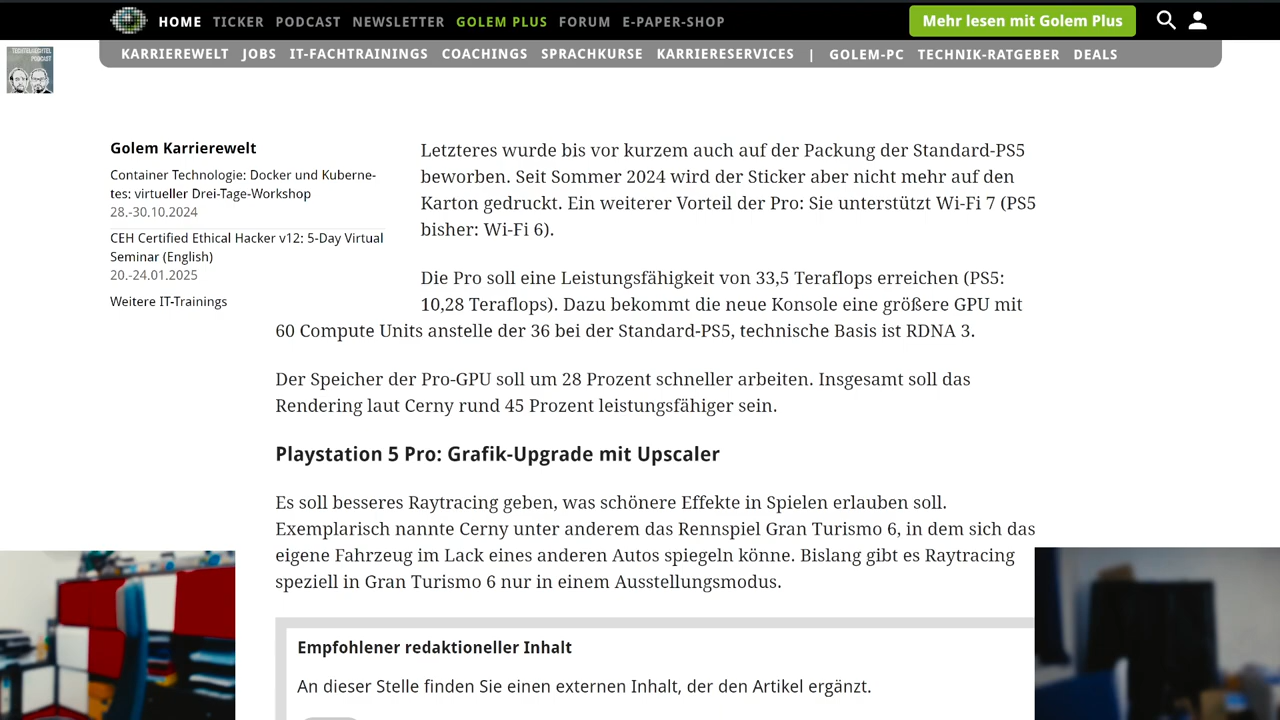 HOME TICKER PODCAST NEWSLETTER GOLEM PLUS FORUM E-PAPER-SHOP Mehr lesen mit Golem Plus
KARRIEREWELT JOBS IT-FACHTRAININGS COACHINGS SPRACHKURSE KARRIERESERVICES | GOLEM-PC TECHNIK-RATGEBER DEALS
TECHTELMECHTEL
PODCAST
Golem Karrierewelt
Container Technologie: Docker und Kuberne-
tes: virtueller Drei-Tage-Workshop
28.-30.10.2024
CEH Certified Ethical Hacker v12: 5-Day Virtual
Seminar (English)
20.-24.01.2025
Weitere IT-Trainings
Letzteres wurde bis vor kurzem auch auf der Packung der Standard-PS5
beworben. Seit Sommer 2024 wird der Sticker aber nicht mehr auf den
Karton gedruckt. Ein weiterer Vorteil der Pro: Sie unterstützt Wi-Fi 7 (PS5
bisher: Wi-Fi 6).
Die Pro soll eine Leistungsfähigkeit von 33,5 Teraflops erreichen (PS5:
10,28 Teraflops). Dazu bekommt die neue Konsole eine größere GPU mit
60 Compute Units anstelle der 36 bei der Standard-PS5, technische Basis ist RDNA 3.
Der Speicher der Pro-GPU soll um 28 Prozent schneller arbeiten. Insgesamt soll das
Rendering laut Cerny rund 45 Prozent leistungsfähiger sein.
Playstation 5 Pro: Grafik-Upgrade mit Upscaler
Es soll besseres Raytracing geben, was schönere Effekte in Spielen erlauben soll.
Exemplarisch nannte Cerny unter anderem das Rennspiel Gran Turismo 6, in dem sich das
eigene Fahrzeug im Lack eines anderen Autos spiegeln könne. Bislang gibt es Raytracing
speziell in Gran Turismo 6 nur in einem Ausstellungsmodus.
Empfohlener redaktioneller Inhalt
An dieser Stelle finden Sie einen externen Inhalt, der den Artikel ergänzt.